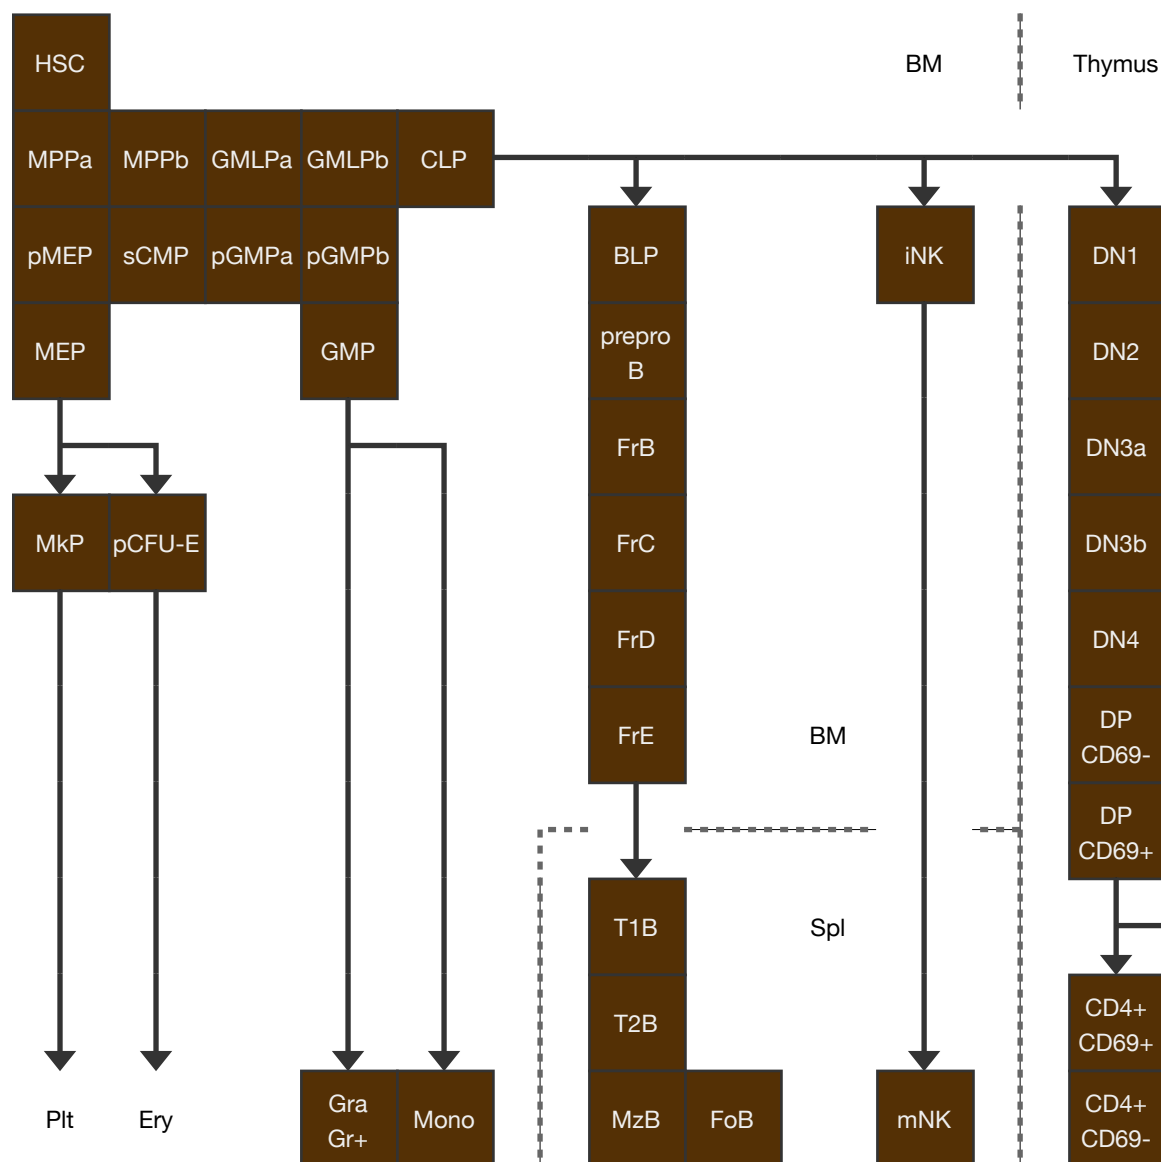 HSC
BM
Thymus
MPPa
MPPb
GMLPa
GMLPb
CLP
pMEP
sCMP
pGMPa
pGMPb
BLP
iNK
DN1
MEP
GMP
prepro
B
DN2
FrB
DN3a
MkP
pCFU-E
FrC
DN3b
FrD
DN4
FrE
BM
DP
CD69-
DP
CD69+
T1B
Spl
T2B
CD4+
CD69+
Plt
Ery
Gra
Gr+
Mono
MzB
FoB
mNK
CD4+
CD69-